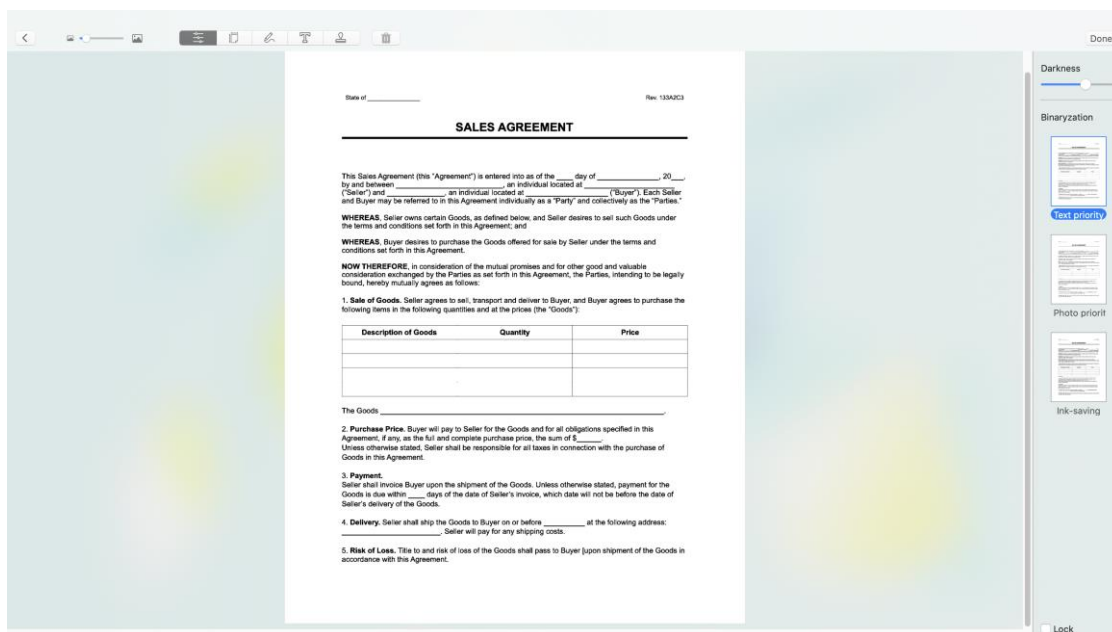 Done
Darkness
Binaryzation
Text priority
Photo priorit
Ink-saving
Lock
State of ________________
Rev. 133A2C3
SALES AGREEMENT
This Sales Agreement (this "Agreement") is entered into as of the ____ day of ______________, 20___,
by and between ________________________, an individual located at ______________________
("Seller") and ________________, an individual located at __________________ ("Buyer"). Each Seller
and Buyer may be referred to in this Agreement individually as a "Party" and collectively as the "Parties."
WHEREAS, Seller owns certain Goods, as defined below, and Seller desires to sell such Goods under
the terms and conditions set forth in this Agreement; and
WHEREAS, Buyer desires to purchase the Goods offered for sale by Seller under the terms and
conditions set forth in this Agreement.
NOW THEREFORE, in consideration of the mutual promises and for other good and valuable
consideration exchanged by the Parties as set forth in this Agreement, the Parties, intending to be legally
bound, hereby mutually agrees as follows:
1. Sale of Goods. Seller agrees to sell, transport and deliver to Buyer, and Buyer agrees to purchase the
following items in the following quantities and at the prices (the "Goods"):
Description of Goods Quantity Price
The Goods ________________________________________________________________.
2. Purchase Price. Buyer will pay to Seller for the Goods and for all obligations specified in this
Agreement, if any, as the full and complete purchase price, the sum of $______.
Unless otherwise stated, Seller shall be responsible for all taxes in connection with the purchase of
Goods in this Agreement.
3. Payment.
Seller shall invoice Buyer upon the shipment of the Goods. Unless otherwise stated, payment for the
Goods is due within ____ days of the date of Seller's invoice, which date will not be before the date of
Seller's delivery of the Goods.
4. Delivery. Seller shall ship the Goods to Buyer on or before _________ at the following address:
______________________, Seller will pay for any shipping costs.
5. Risk of Loss. Title to and risk of loss of the Goods shall pass to Buyer [upon shipment of the Goods in
accordance with this Agreement.